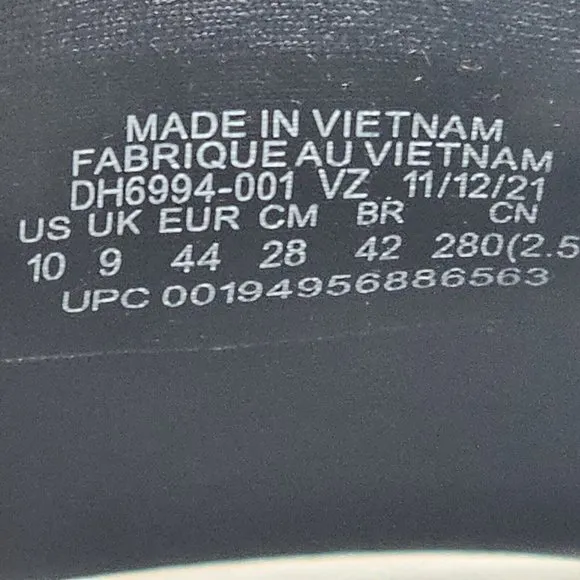 MADE IN VIETNAM
FABRIQUE AU VIETNAM
DH6994-001 VZ 11/12/21
US UK EUR CM BR CN
10 9 44 28 42 280(2.5
UPC 00194956886563